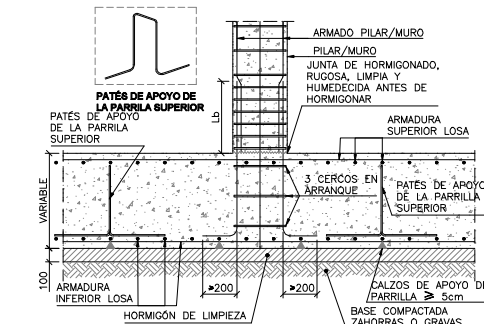 PATÉS DE APOYO DE
LA PARRILA SUPERIOR
ARMADO PILAR/MURO
PILAR/MURO
JUNTA DE HORMIGONADO,
RUGOSA, LIMPIA Y
HUMEDECIDA ANTES DE
HORMIGONAR
PATÉS DE APOYO
DE LA PARRILA
SUPERIOR
Lb
ARMADURA
SUPERIOR LOSA
VARIABLE
3 CERCOS EN
ARRANQUE
PATÉS DE APOYO
DE LA PARRILLA
SUPERIOR
100
ARMADURA
INFERIOR LOSA
≥200
≥200
HORMIGÓN DE LIMPIEZA
CALZOS DE APOYO DE
PARRILLA ≥ 5cm
BASE COMPACTADA
ZAHORRAS O GRAVAS